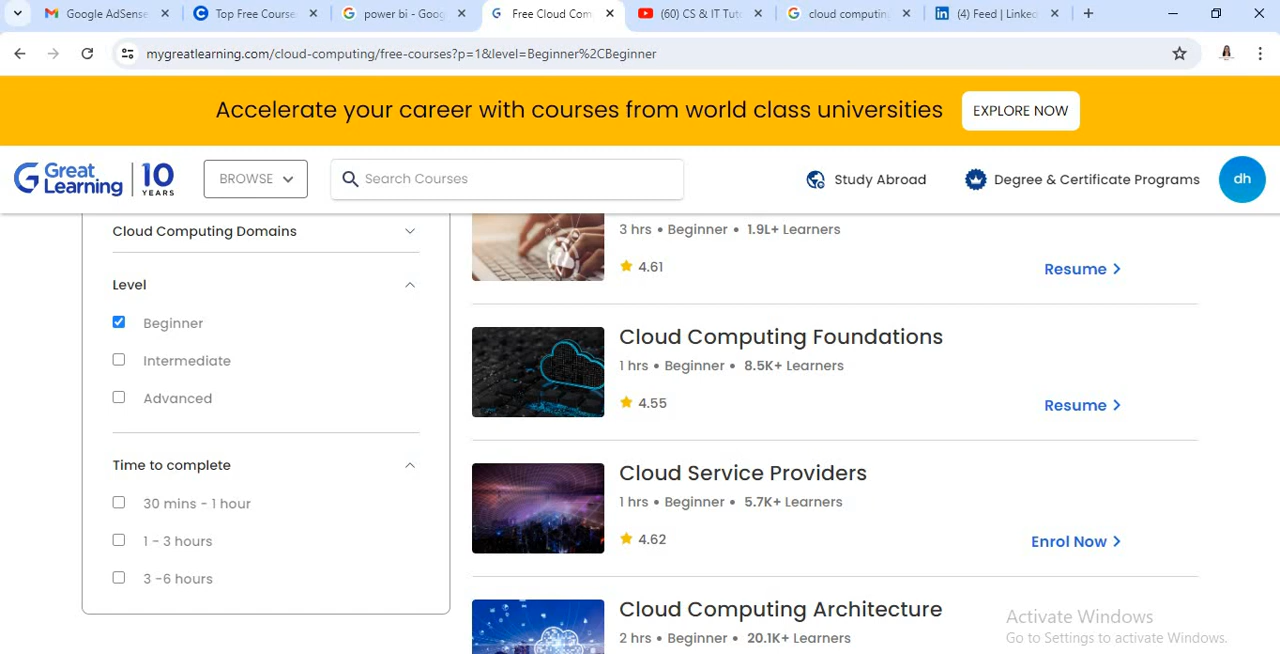 Google AdSense
Top Free Course
power bi - Goog
Free Cloud Com
(60) CS & IT Tut
cloud computin
(4) Feed | Linked
mygreatlearning.com/cloud-computing/free-courses?p=1&level=Beginner%2CBeginner
Accelerate your career with courses from world class universities
EXPLORE NOW
Great Learning
10 YEARS
BROWSE
Search Courses
Study Abroad
Degree & Certificate Programs
dh
Cloud Computing Domains
Level
Beginner
Intermediate
Advanced
Time to complete
30 mins - 1 hour
1 - 3 hours
3 -6 hours
3 hrs • Beginner • 1.9L+ Learners
4.61
Resume
Cloud Computing Foundations
1 hrs • Beginner • 8.5K+ Learners
4.55
Resume
Cloud Service Providers
1 hrs • Beginner • 5.7K+ Learners
4.62
Enrol Now
Cloud Computing Architecture
2 hrs • Beginner • 20.1K+ Learners
Activate Windows
Go to Settings to activate Windows.